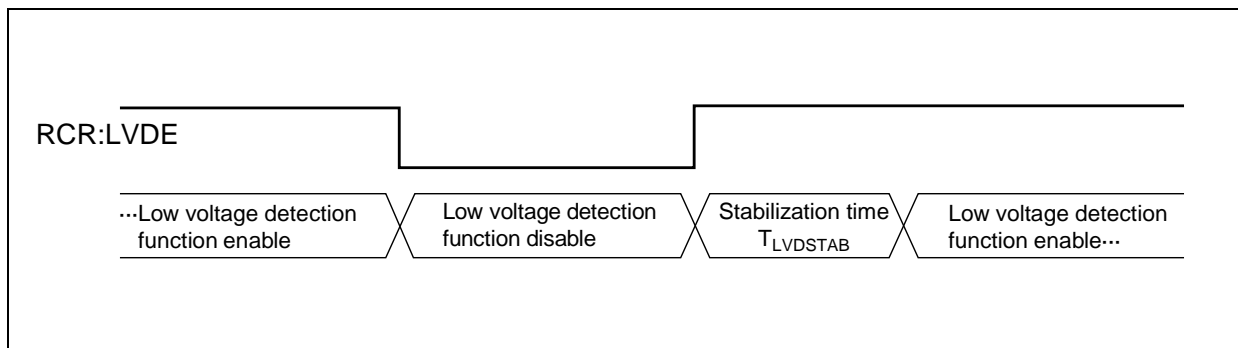 RCR:LVDE
···Low voltage detection
function enable
Low voltage detection
function disable
Stabilization time
TLVDSTAB
Low voltage detection
function enable···